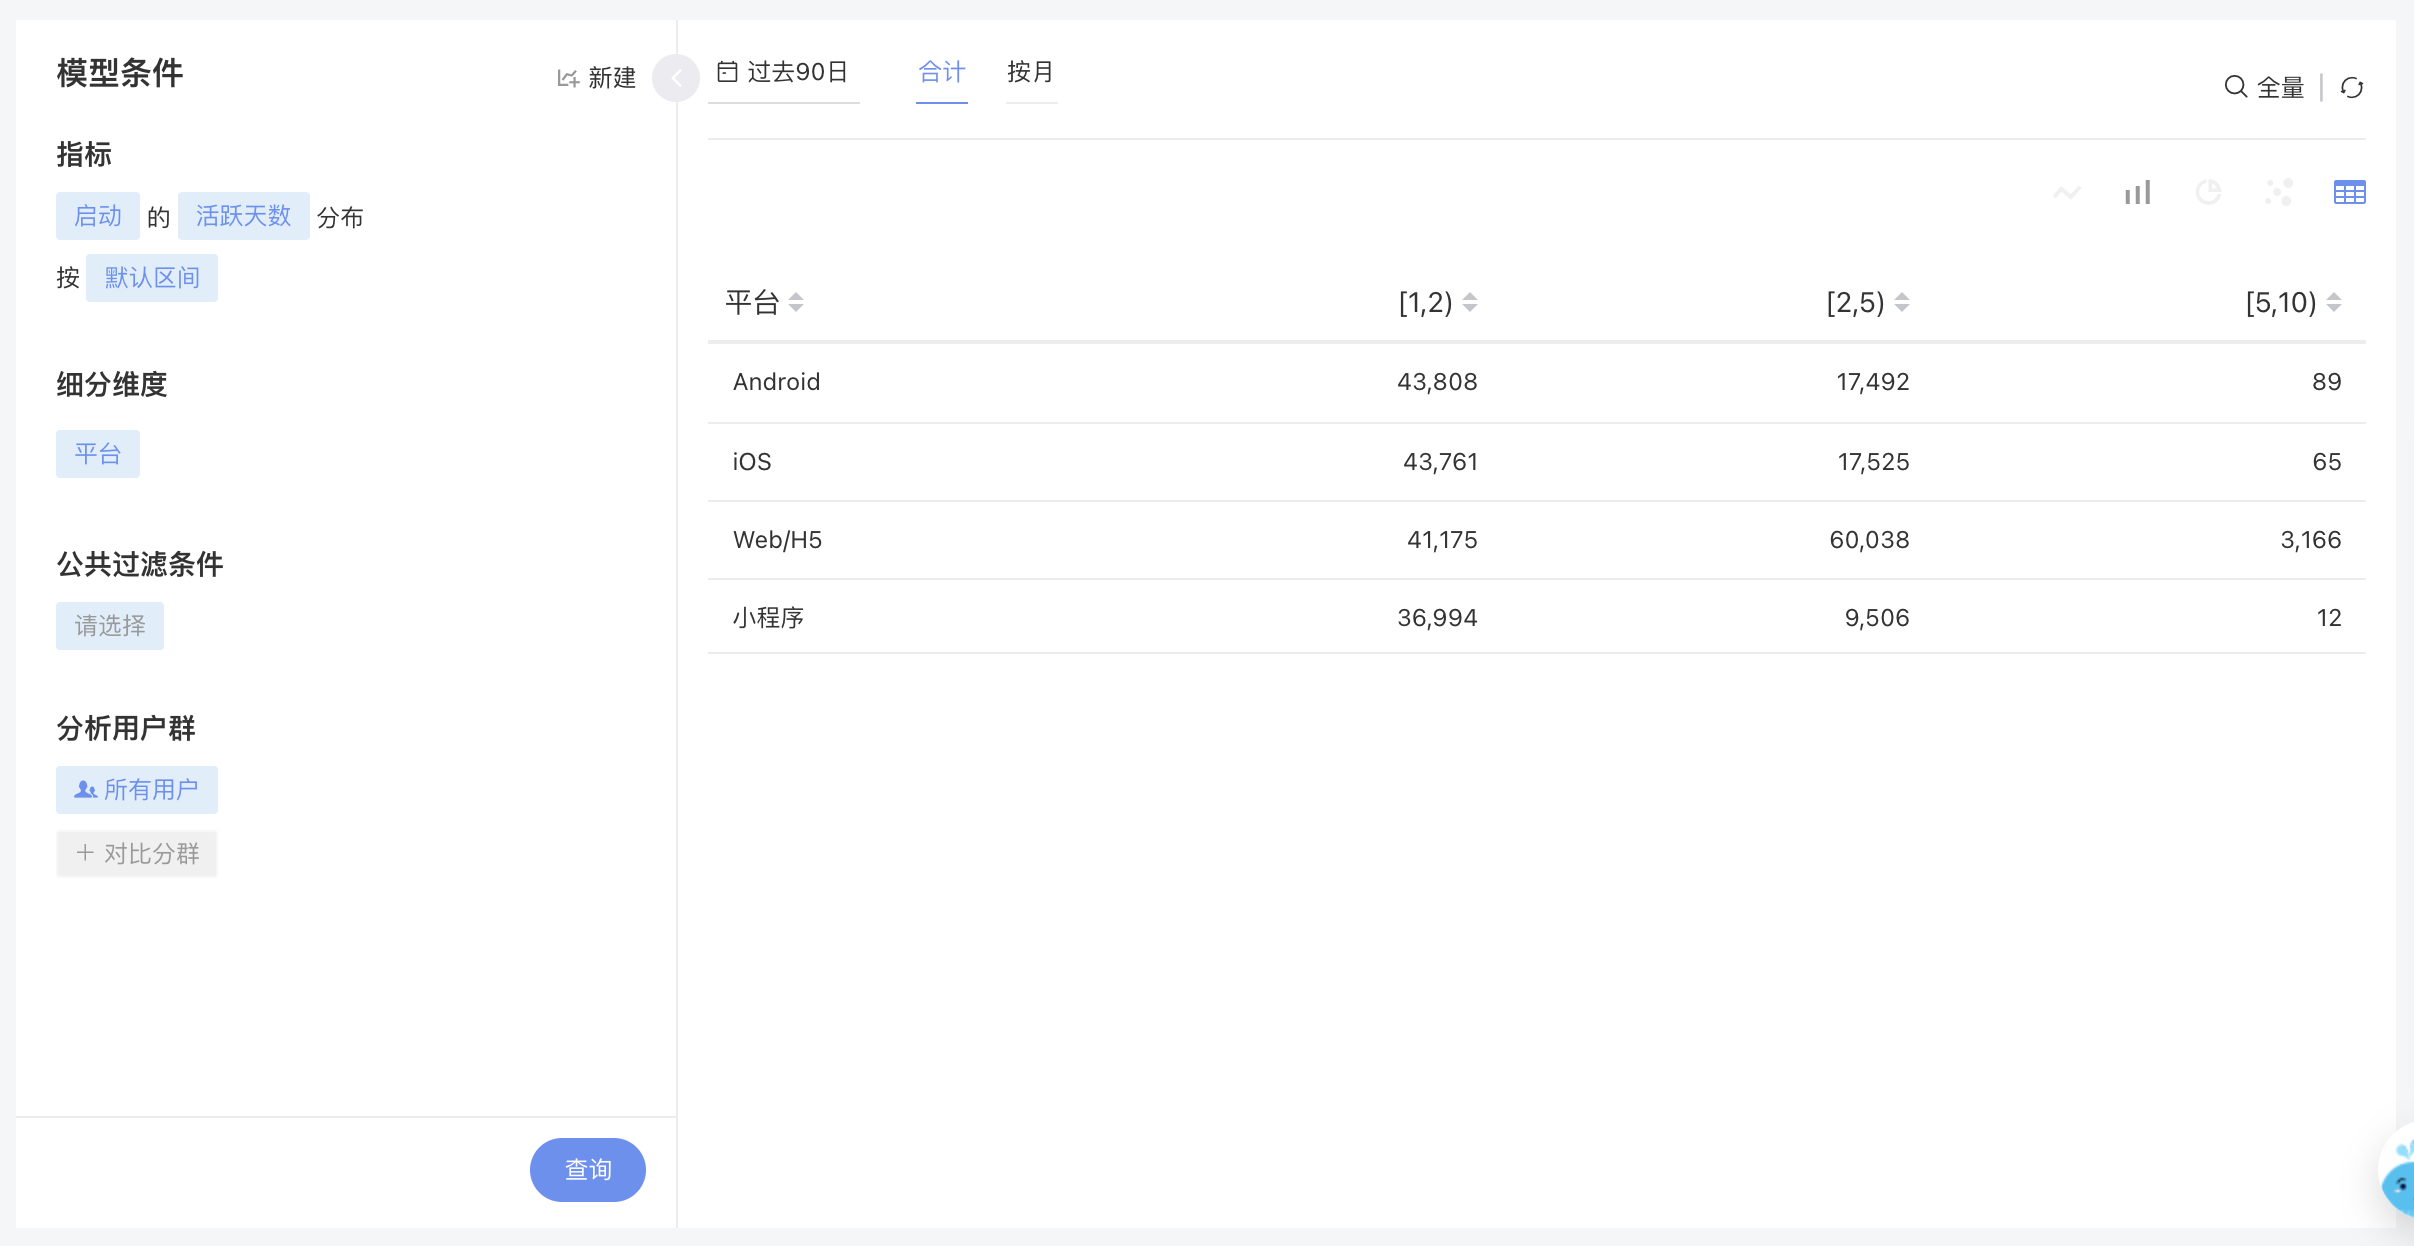 模型条件
新建
指标
启动 的 活跃天数 分布
按 默认区间
细分维度
平台
公共过滤条件
请选择
分析用户群
所有用户
+ 对比分群
查询
过去90日 合计 按月
全量
平台 [1,2) [2,5) [5,10)
Android 43,808 17,492 89
iOS 43,761 17,525 65
Web/H5 41,175 60,038 3,166
小程序 36,994 9,506 12